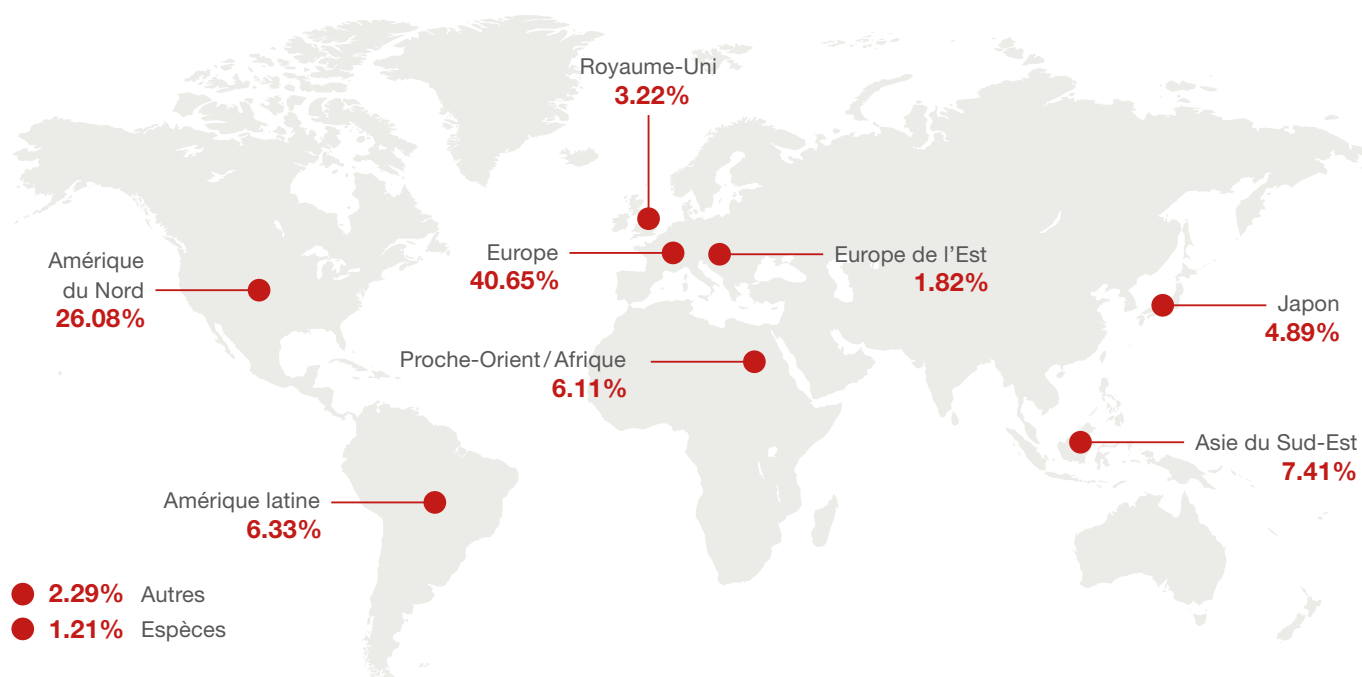 Royaume-Uni
3.22%
Europe
40.65%
Europe de l’Est
1.82%
Amérique
du Nord
26.08%
Japon
4.89%
Proche-Orient / Afrique
6.11%
Asie du Sud-Est
7.41%
Amérique latine
6.33%
2.29% Autres
1.21% Espèces